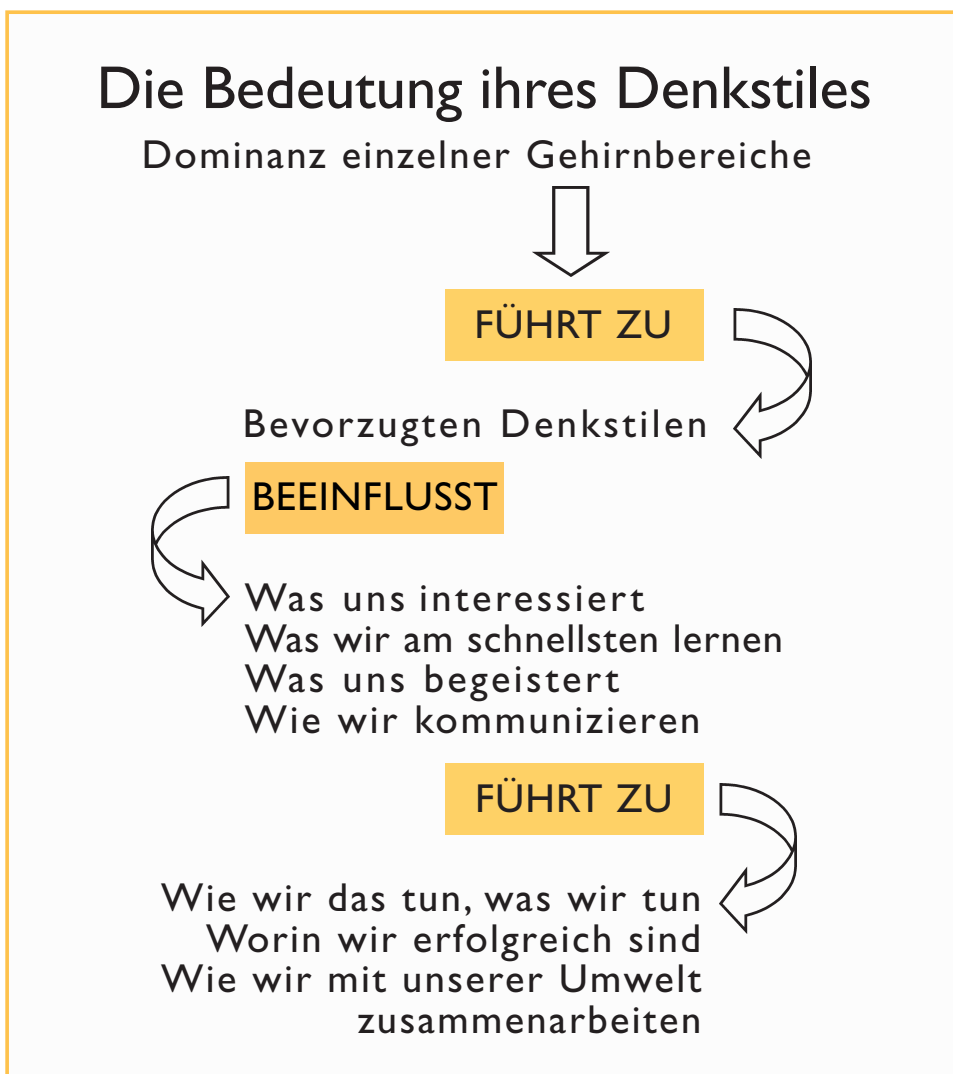 Die Bedeutung ihres Denkstiles
Dominanz einzelner Gehirnbereiche
FÜHRT ZU
Bevorzugten Denkstilen
BEEINFLUSST
Was uns interessiert
Was wir am schnellsten lernen
Was uns begeistert
Wie wir kommunizieren
FÜHRT ZU
Wie wir das tun, was wir tun
Worin wir erfolgreich sind
Wie wir mit unserer Umwelt
zusammenarbeiten